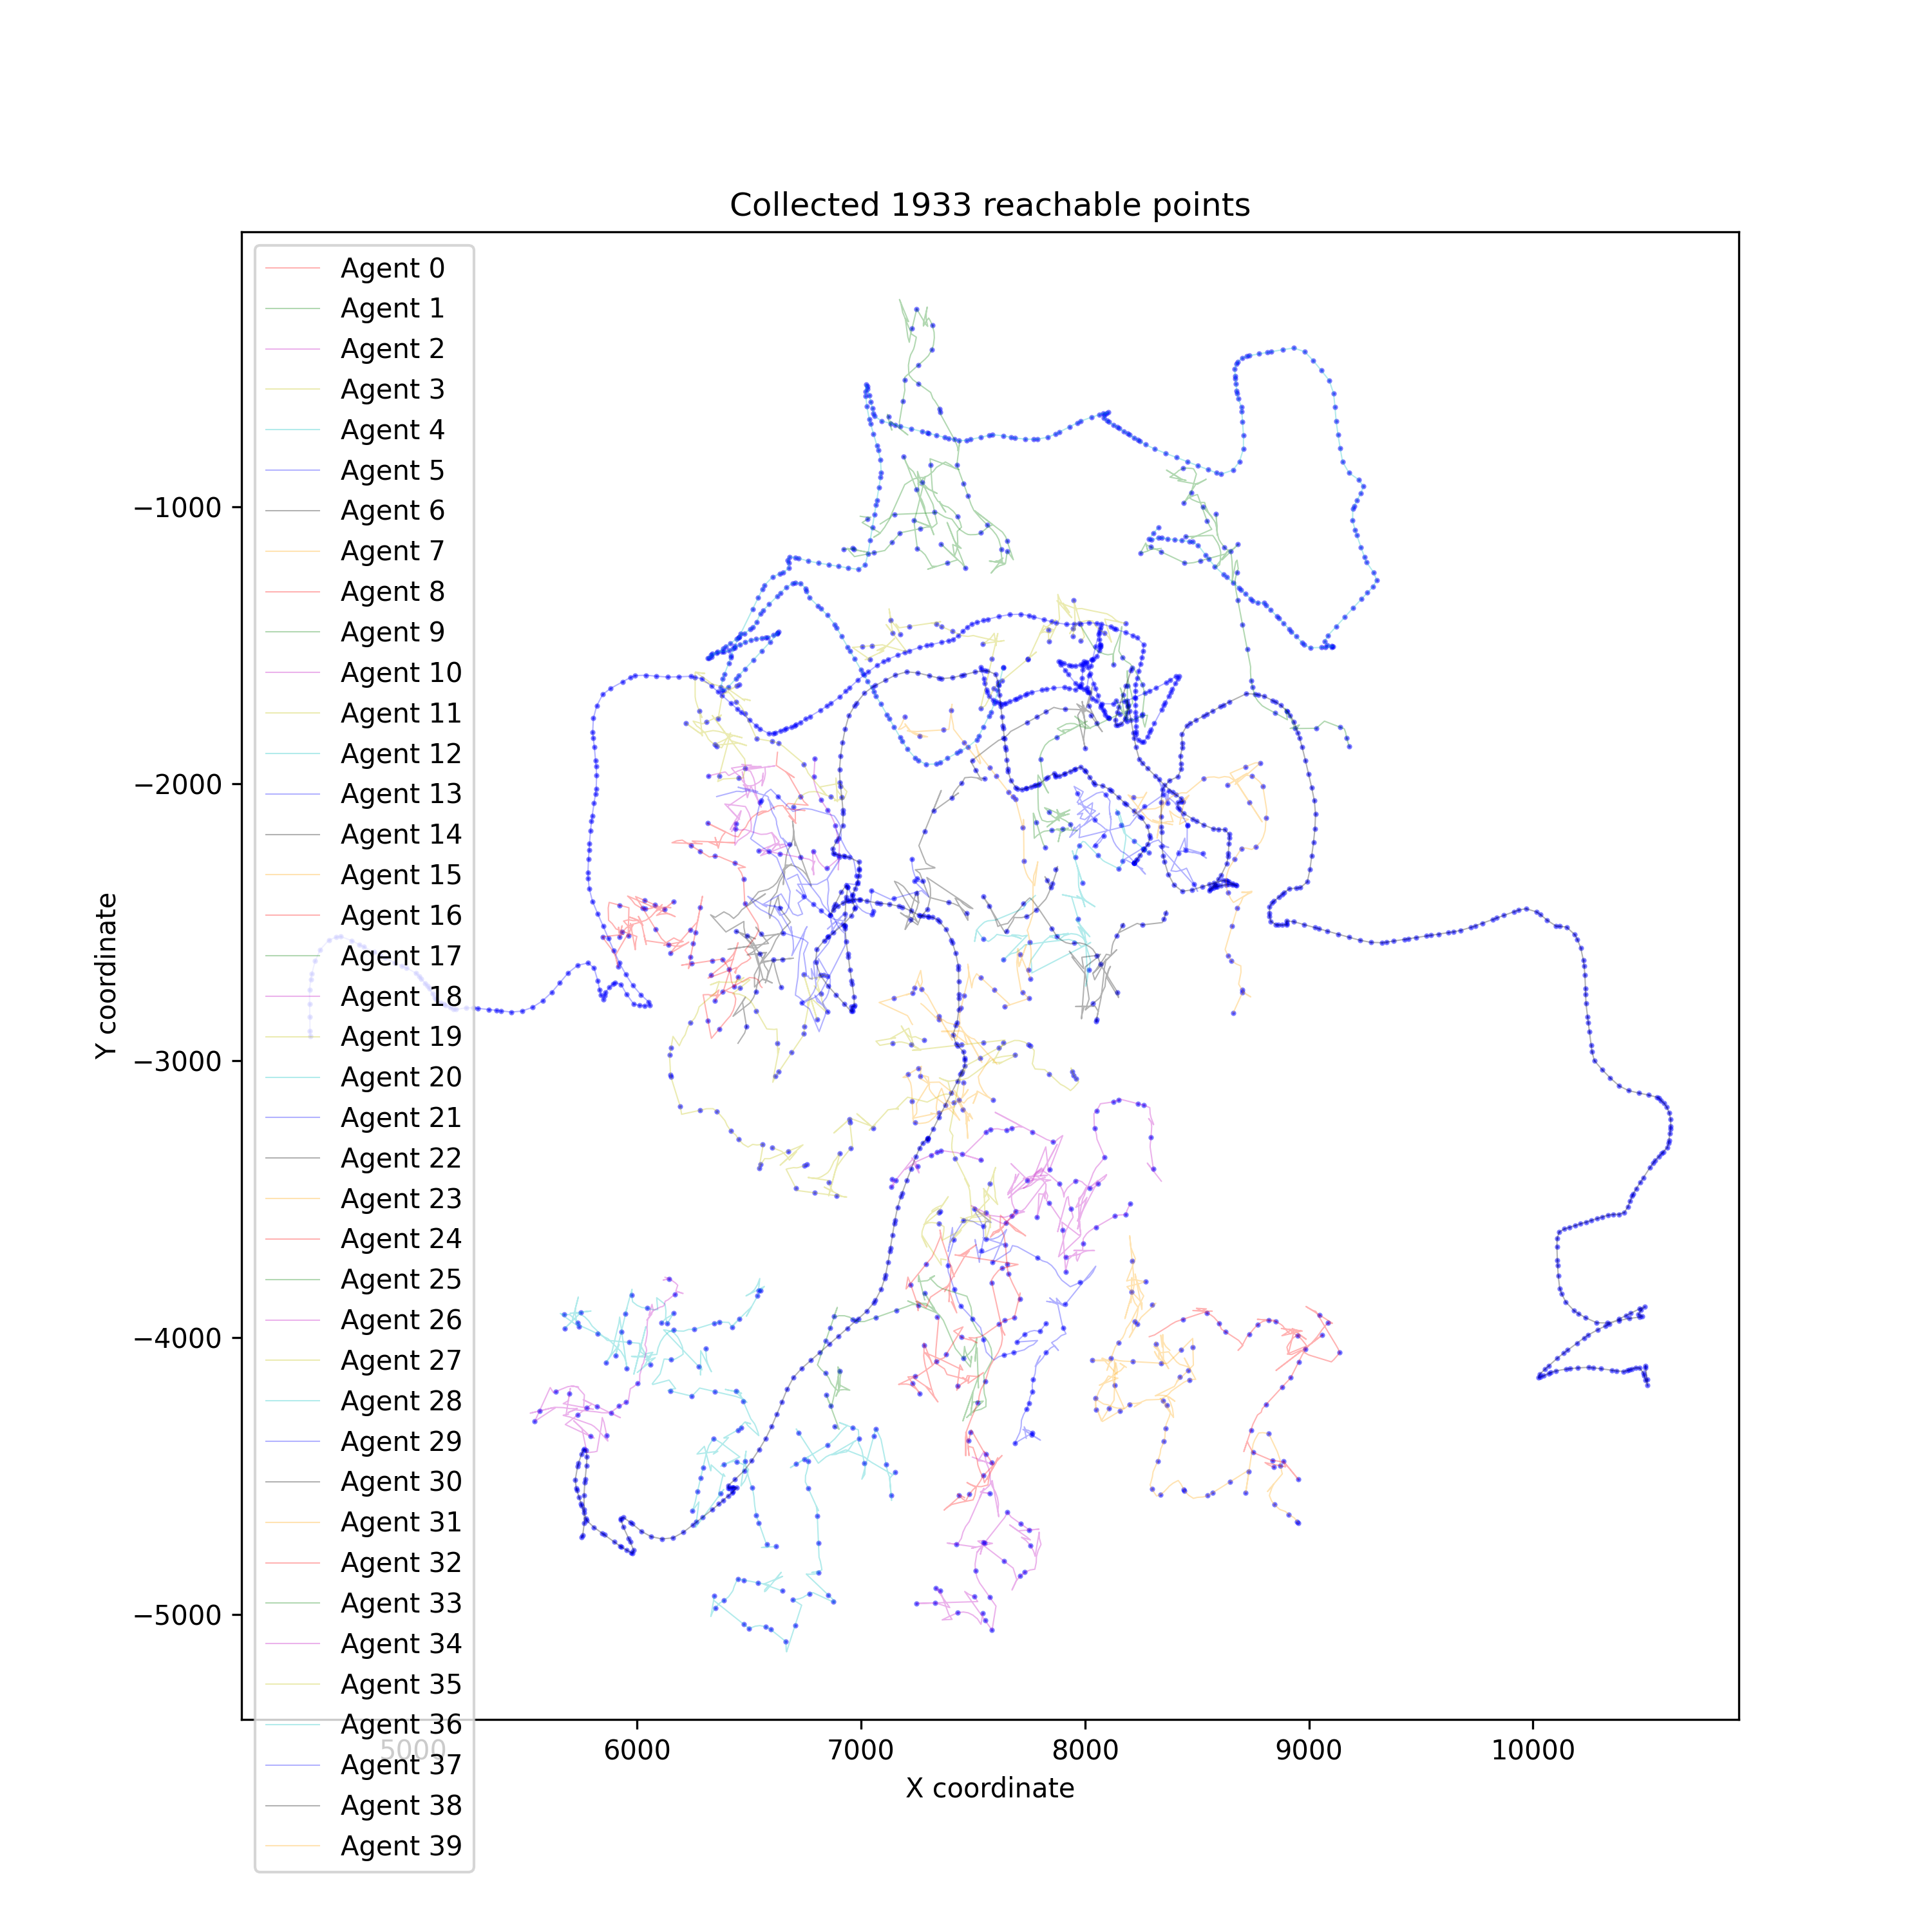 Collected 1933 reachable points
Agent 0
Agent 1
Agent 2
Agent 3
Agent 4
Agent 5
Agent 6
Agent 7
Agent 8
Agent 9
Agent 10
Agent 11
Agent 12
Agent 13
Agent 14
Agent 15
Agent 16
Agent 17
Agent 18
Agent 19
Agent 20
Agent 21
Agent 22
Agent 23
Agent 24
Agent 25
Agent 26
Agent 27
Agent 28
Agent 29
Agent 30
Agent 31
Agent 32
Agent 33
Agent 34
Agent 35
Agent 36
Agent 37
Agent 38
Agent 39
Y coordinate
−1000
−2000
−3000
−4000
−5000
5000 6000 7000 8000 9000 10000
X coordinate